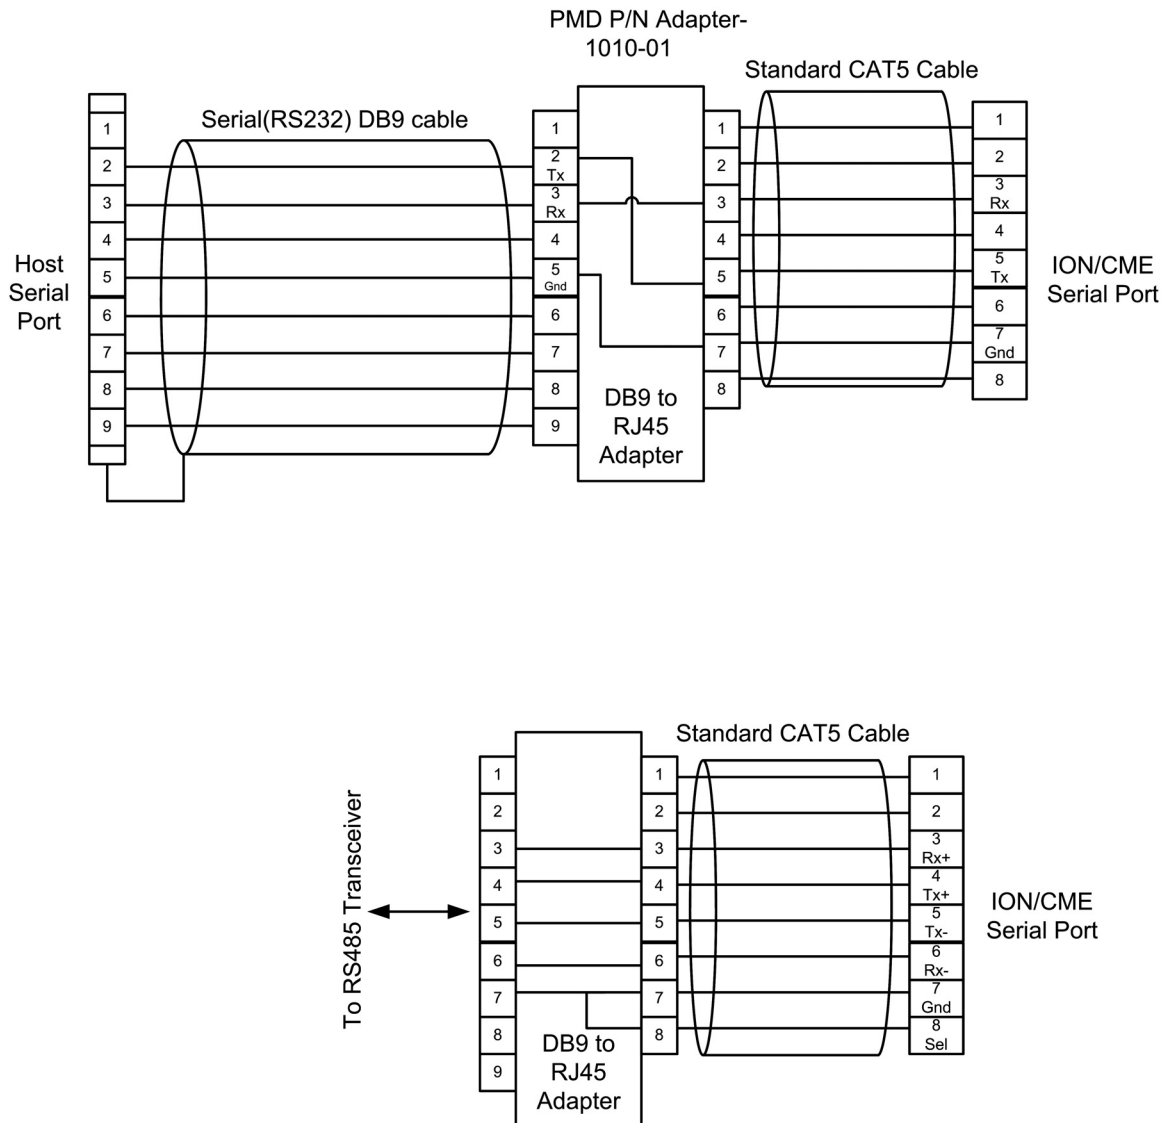 PMD P/N Adapter-
1010-01
Standard CAT5 Cable
Serial(RS232) DB9 cable
Host
Serial
Port
1
2
3
4
5
6
7
8
9
1
2
Tx
3
Rx
4
5
Gnd
6
7
8
9
DB9 to
RJ45
Adapter
1
2
3
4
5
6
7
8
1
2
3
Rx
4
5
Tx
6
7
Gnd
8
ION/CME
Serial Port
Standard CAT5 Cable
To RS485 Transceiver
1
2
3
4
5
6
7
8
9
DB9 to
RJ45
Adapter
1
2
3
4
5
6
7
8
1
2
3
Rx+
4
Tx+
5
Tx-
6
Rx-
7
Gnd
8
Sel
ION/CME
Serial Port